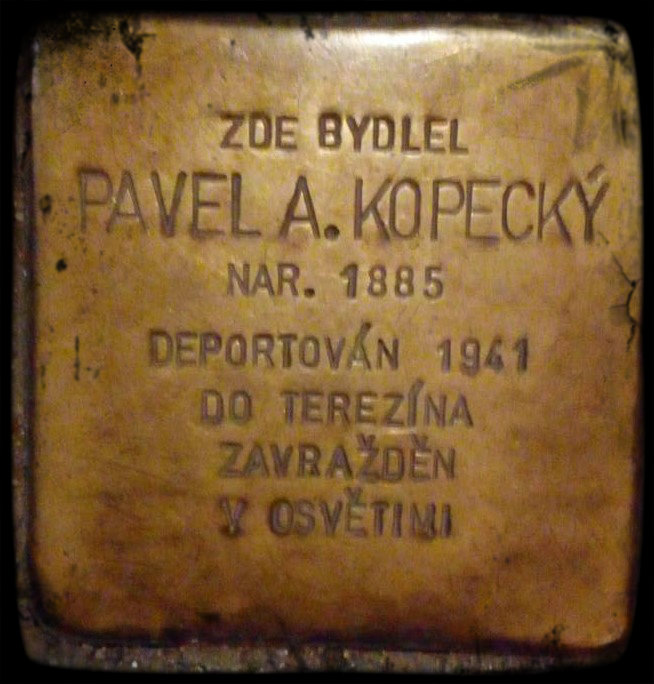 ZDE BYDLEL
PAVEL A. KOPECKÝ
NAR. 1885
DEPORTOVÁN 1941
DO TEREZÍNA
ZAVRAŽDĚN
V OSVĚTIMI